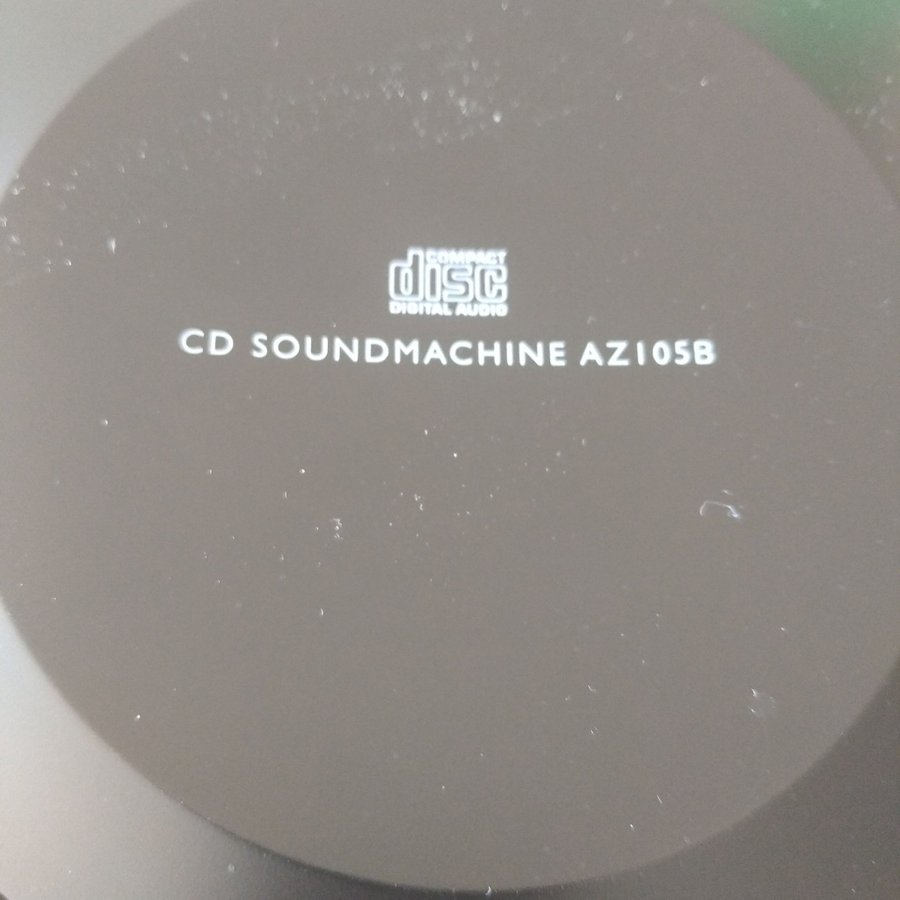 COMPACT
disc
DIGITAL AUDIO
CD SOUNDMACHINE AZ105B